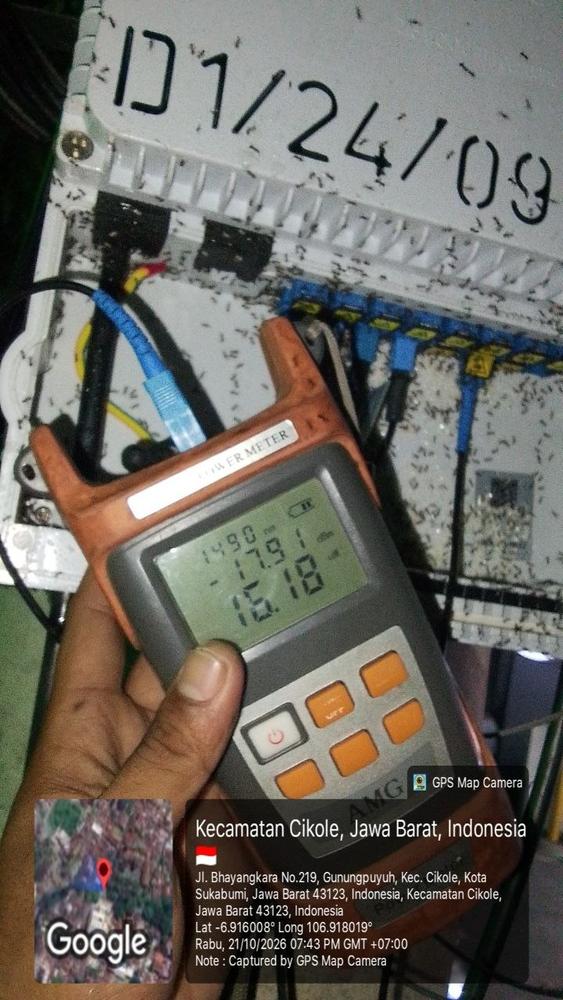 D1/24/09
POWER METER
1490 nm
-17.91 dBm
16.18
AMG
GPS Map Camera
Kecamatan Cikole, Jawa Barat, Indonesia
Jl. Bhayangkara No.219, Gunungpuyuh, Kec. Cikole, Kota
Sukabumi, Jawa Barat 43123, Indonesia, Kecamatan Cikole,
Jawa Barat 43123, Indonesia
Lat -6.916008° Long 106.918019°
Rabu, 21/10/2026 07:43 PM GMT +07:00
Note : Captured by GPS Map Camera
Google